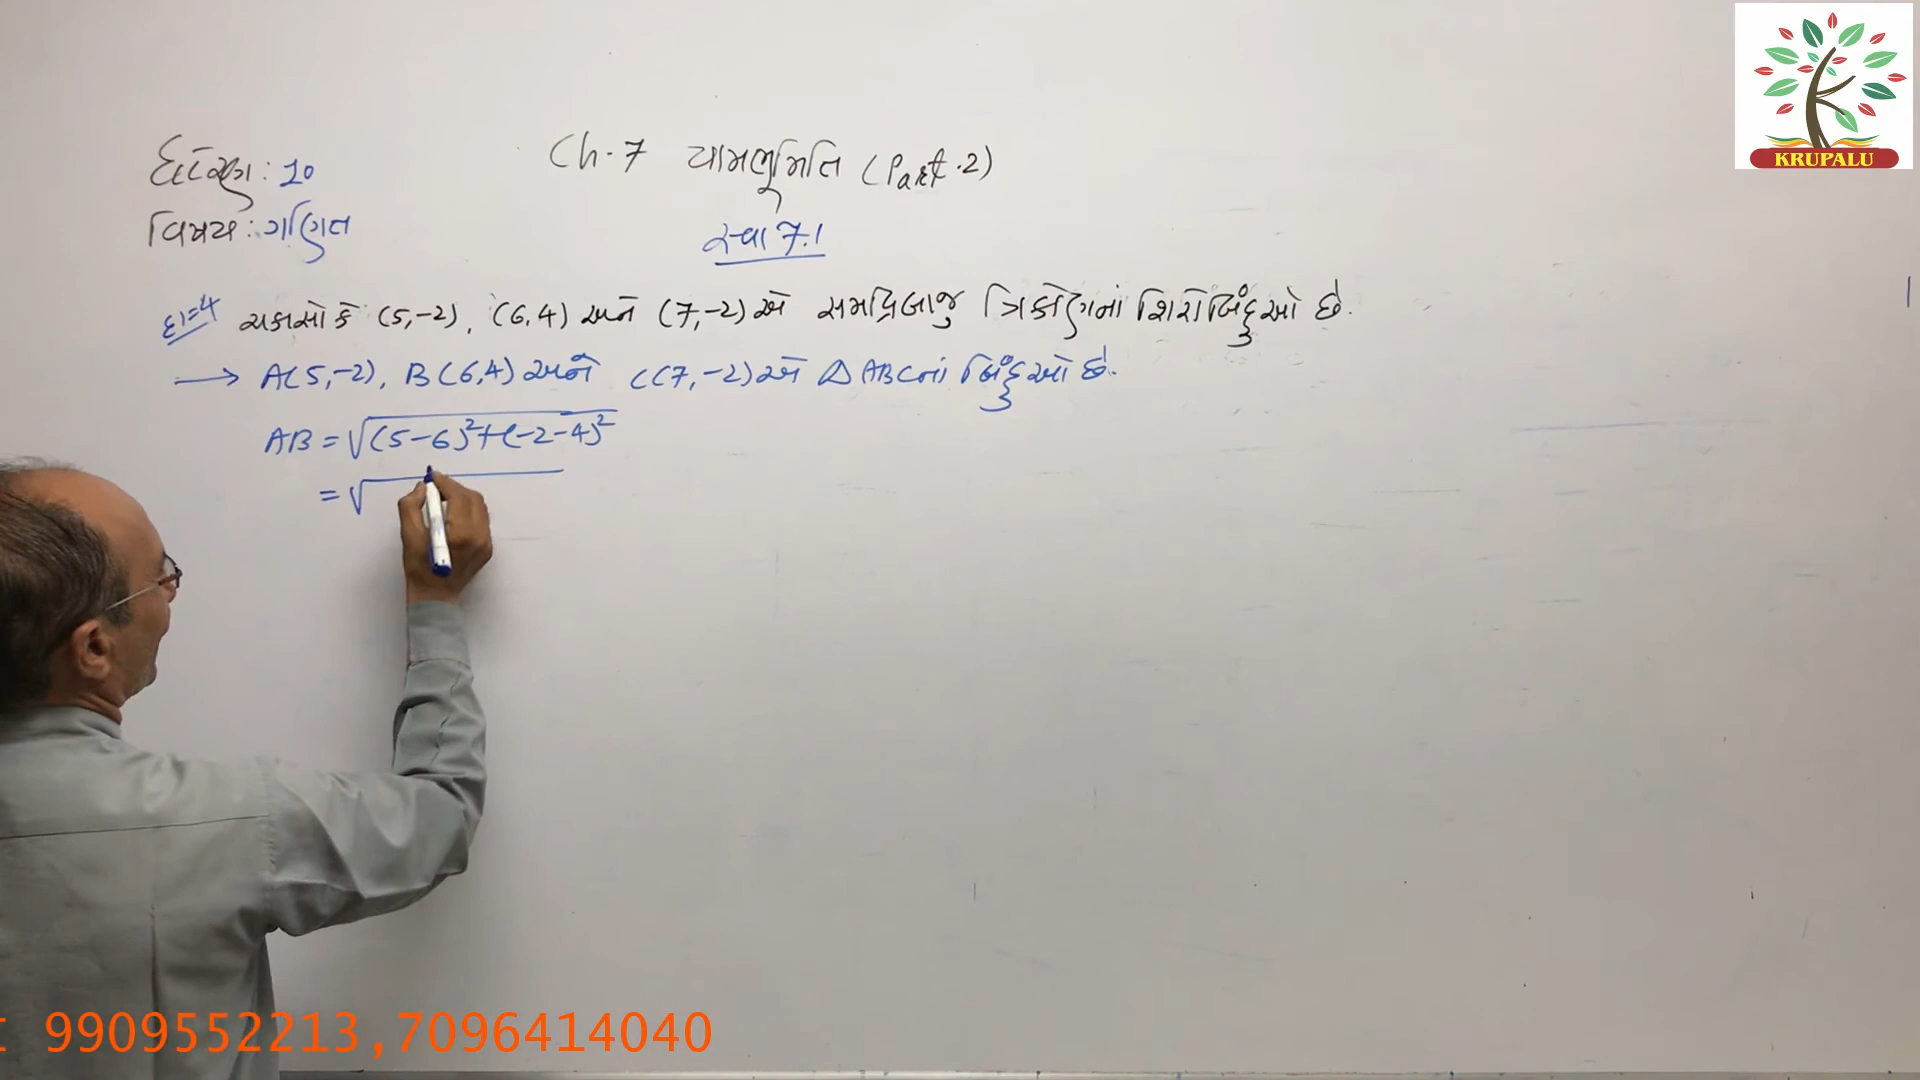 ધોરણ : 10
Ch-7 યામભૂમિતિ (Part.2)
વિષય : ગણિત
સ્વા 7.1
દા=4 ચકાસો કે (5,-2), (6,4) અને (7,-2) એ સમદ્વિબાજુ ત્રિકોણનાં શિરોબિંદુઓ છે.
→ A(5,-2), B(6,4) અને C(7,-2) એ △ABCનાં બિંદુઓ છે.
AB = √(5-6)²+(-2-4)²
= √
KRUPALU
: 9909552213,7096414040